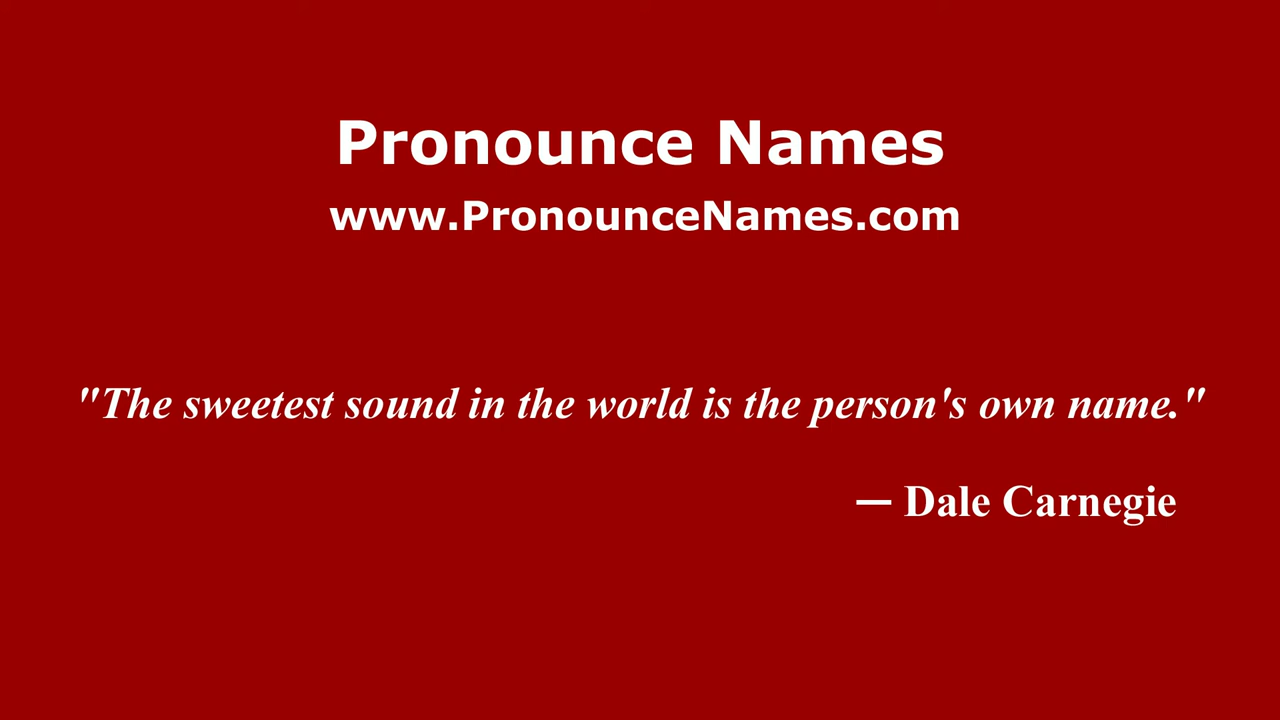 Pronounce Names
www.PronounceNames.com
"The sweetest sound in the world is the person's own name."
— Dale Carnegie